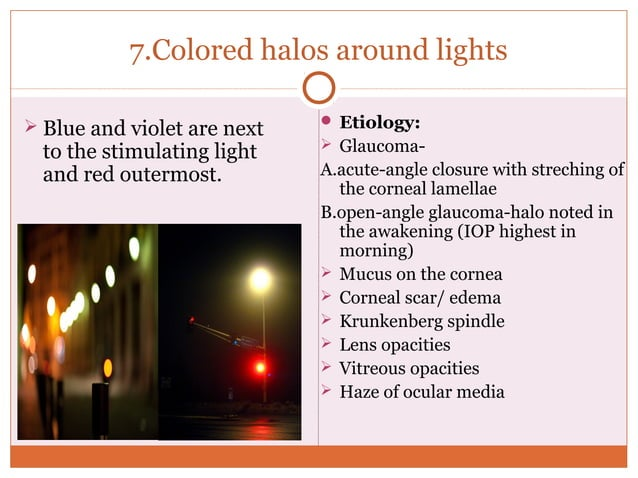 7.Colored halos around lights
➢ Blue and violet are next
to the stimulating light
and red outermost.
• Etiology:
➢ Glaucoma-
A.acute-angle closure with streching of
the corneal lamellae
B.open-angle glaucoma-halo noted in
the awakening (IOP highest in
morning)
➢ Mucus on the cornea
➢ Corneal scar/ edema
➢ Krunkenberg spindle
➢ Lens opacities
➢ Vitreous opacities
➢ Haze of ocular media